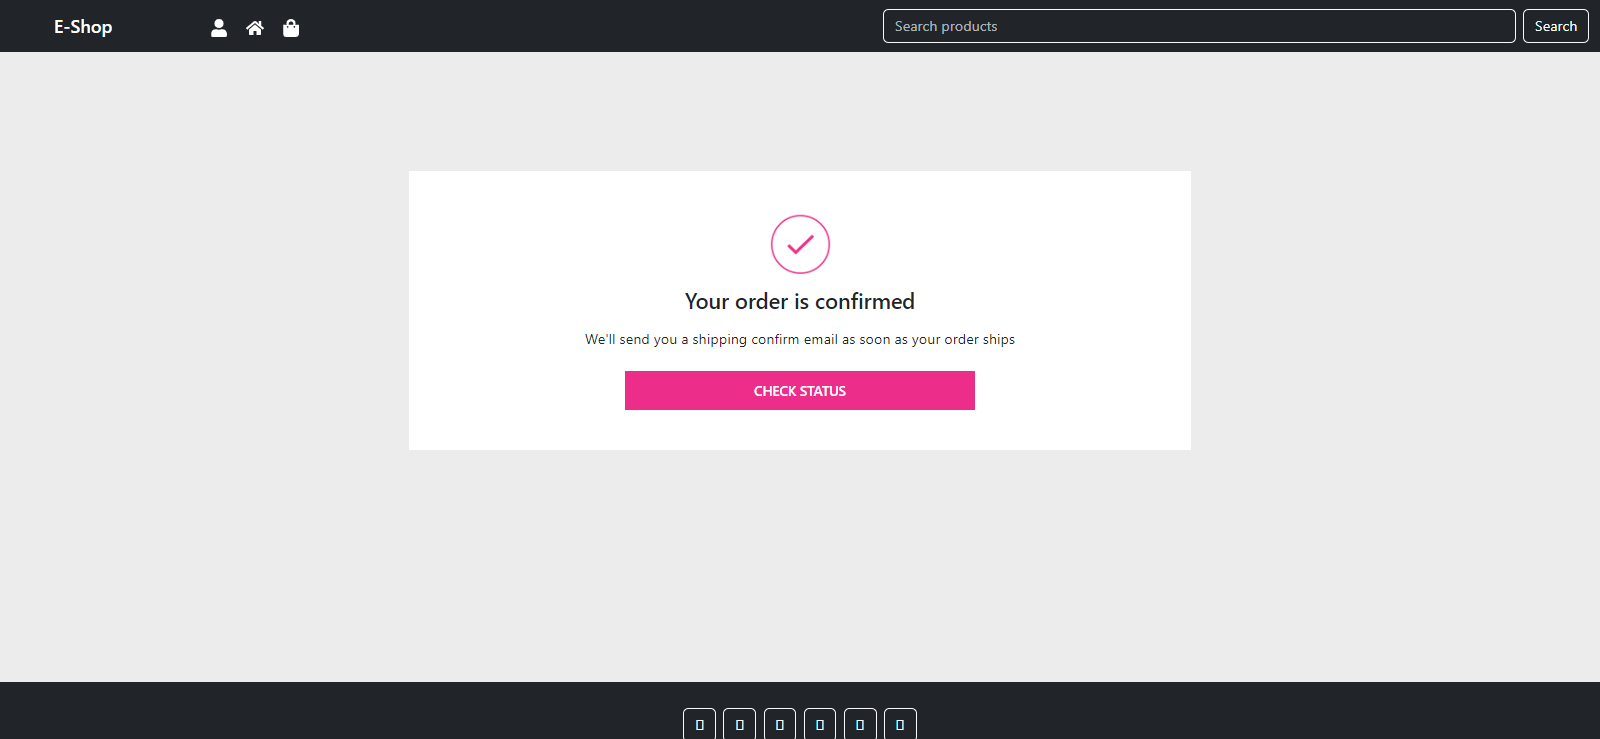 E-Shop
Search products
Search
Your order is confirmed
We'll send you a shipping confirm email as soon as your order ships
CHECK STATUS